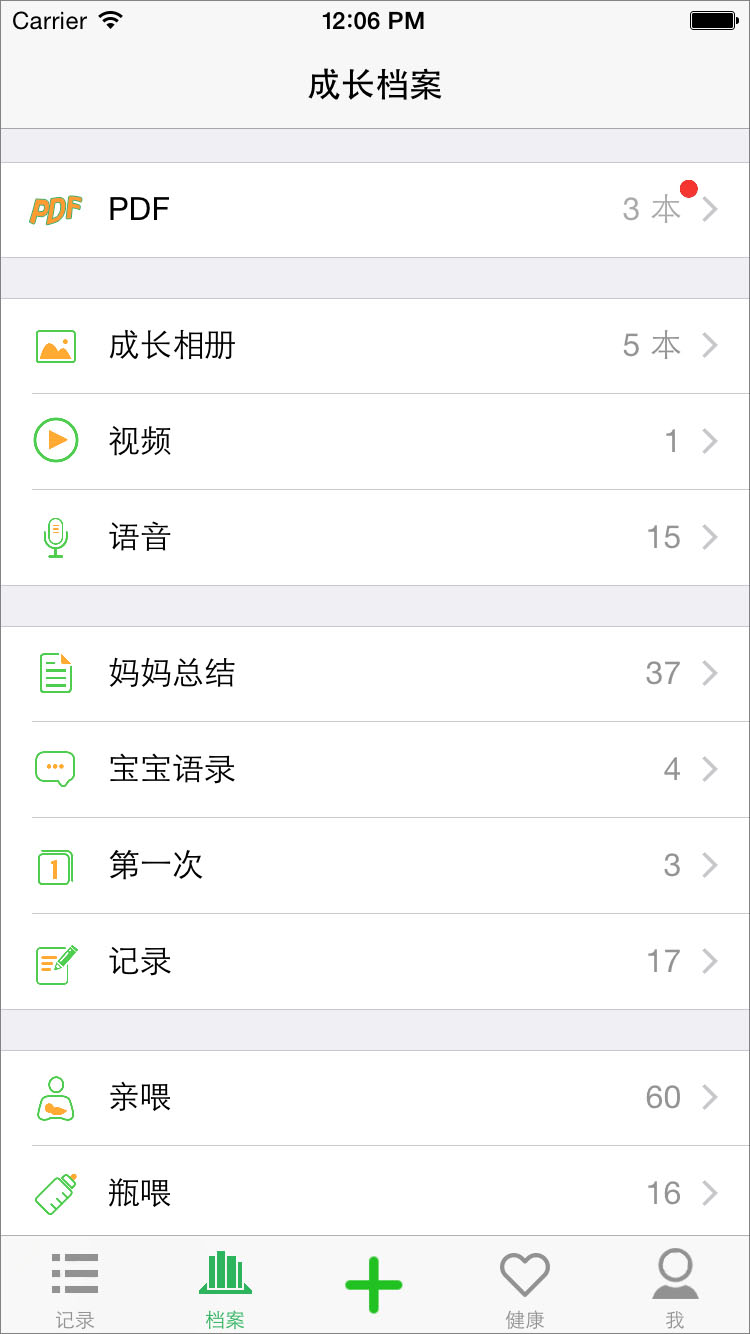 Carrier 12:06 PM
成长档案
PDF PDF 3 本
成长相册 5 本
视频 1
语音 15
妈妈总结 37
宝宝语录 4
1 第一次 3
记录 17
亲喂 60
瓶喂 16
记录 档案 健康 我